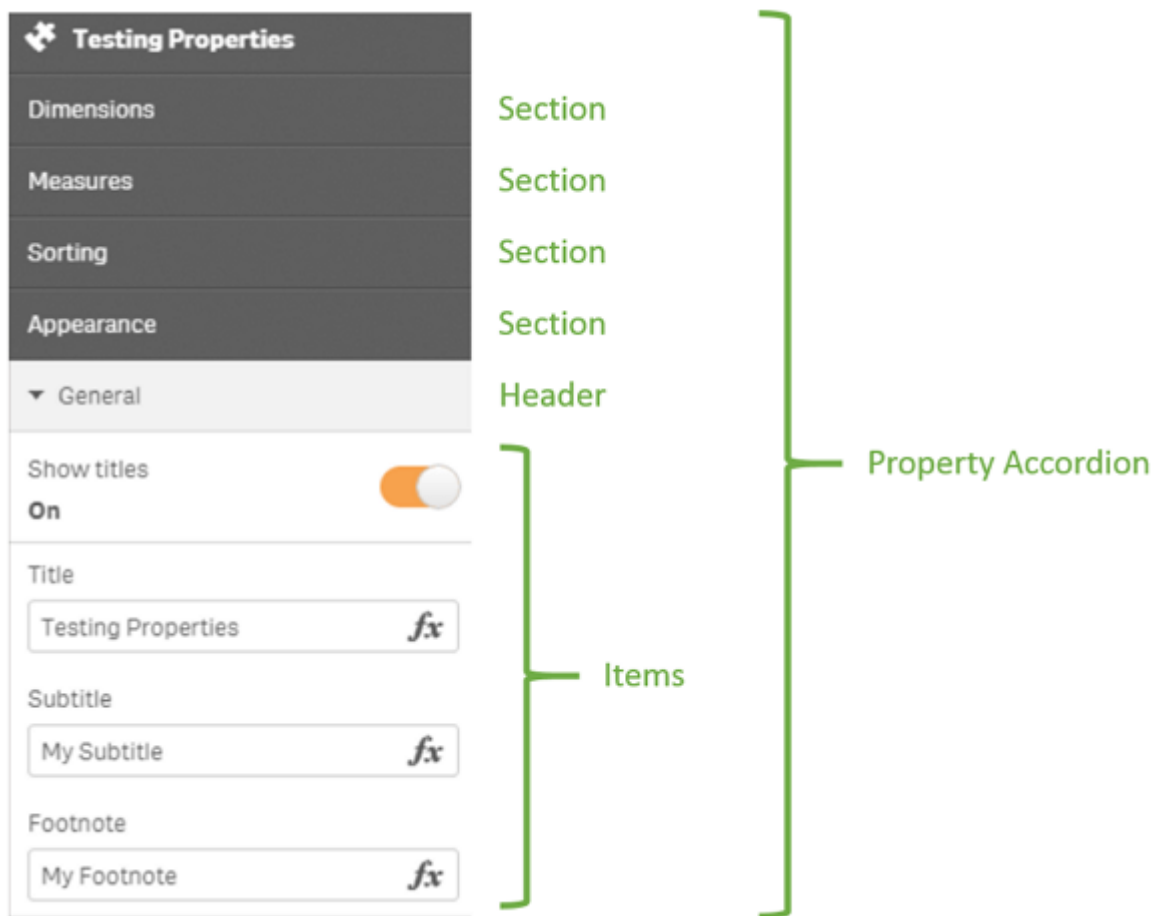 Testing Properties
Dimensions Section
Measures Section
Sorting Section
Appearance Section
General Header
Show titles
On
Property Accordion
Title
Testing Properties fx
Items
Subtitle
My Subtitle fx
Footnote
My Footnote fx